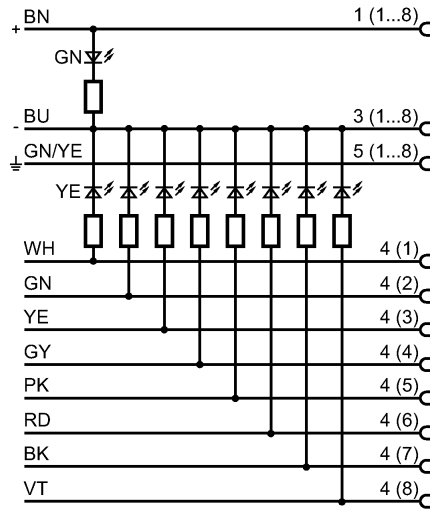 BN 1 (1...8)
+
GN
BU 3 (1...8)
-
GN/YE 5 (1...8)
YE
WH 4 (1)
GN 4 (2)
YE 4 (3)
GY 4 (4)
PK 4 (5)
RD 4 (6)
BK 4 (7)
VT 4 (8)